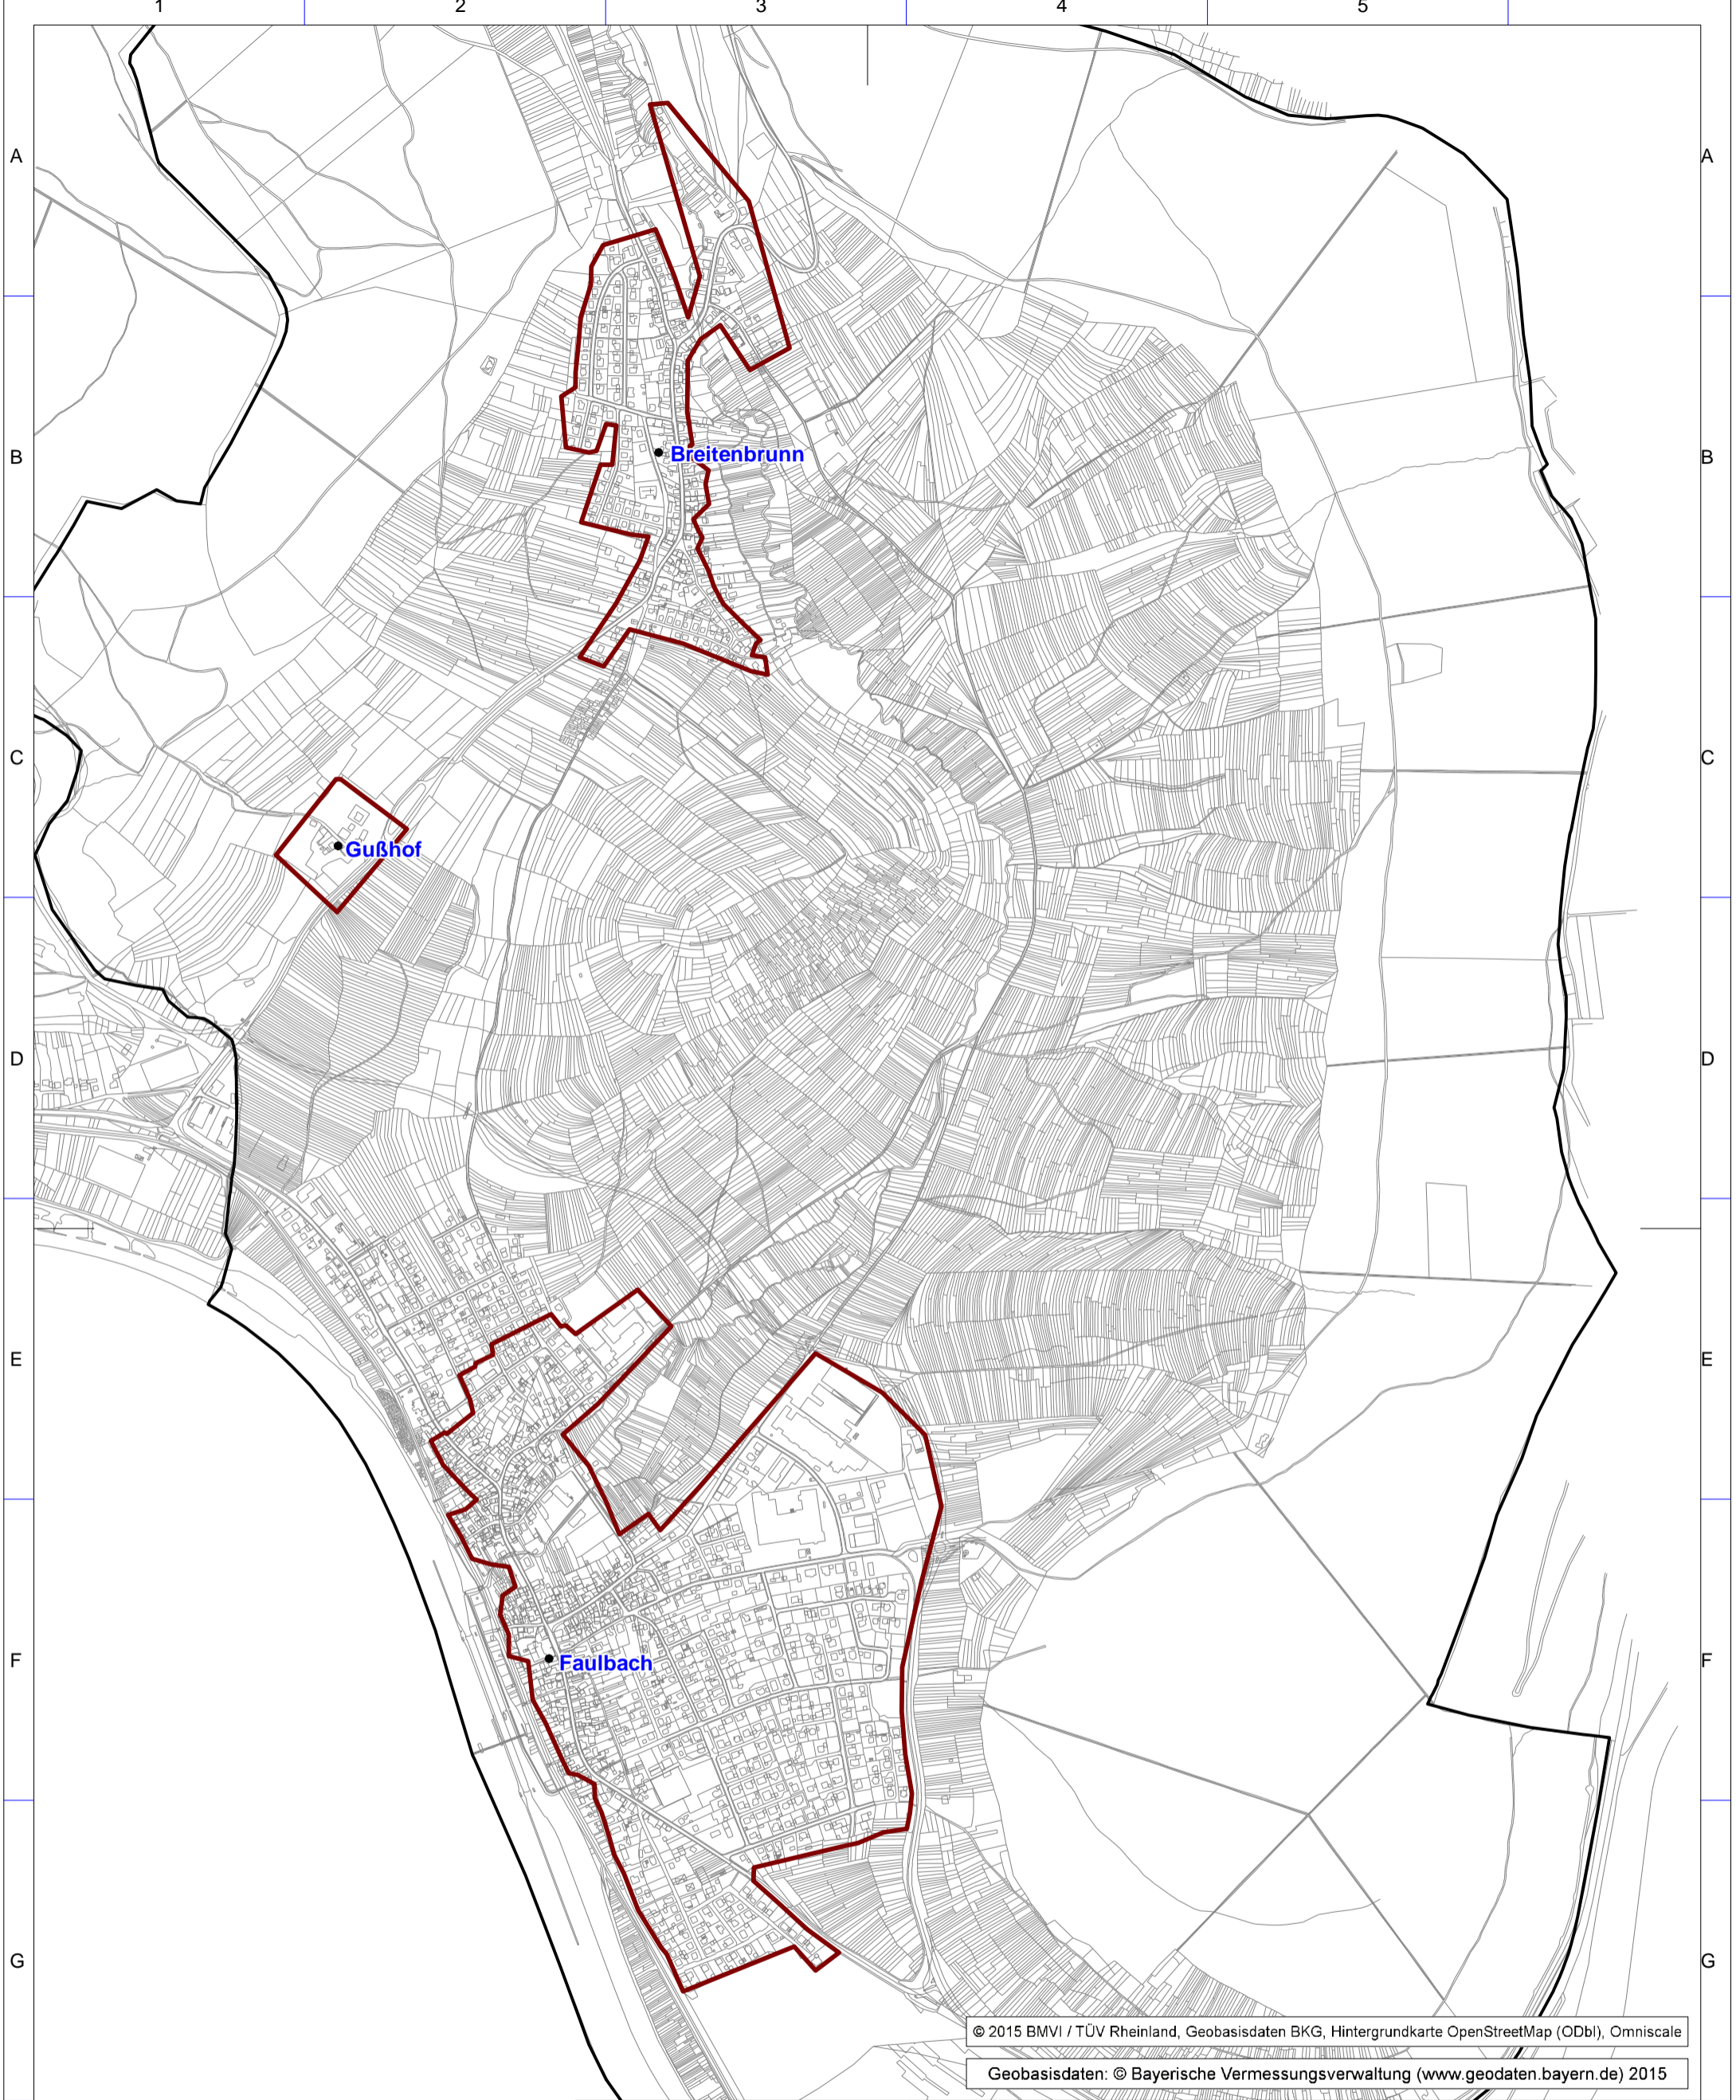 1 2 3 4 5
A A
B Breitenbrunn B
C C
Gußhof
D D
E E
F Faulbach F
G G
© 2015 BMVI / TÜV Rheinland, Geobasisdaten BKG, Hintergrundkarte OpenStreetMap (ODbl), Omniscale
Geobasisdaten: © Bayerische Vermessungsverwaltung (www.geodaten.bayern.de) 2015